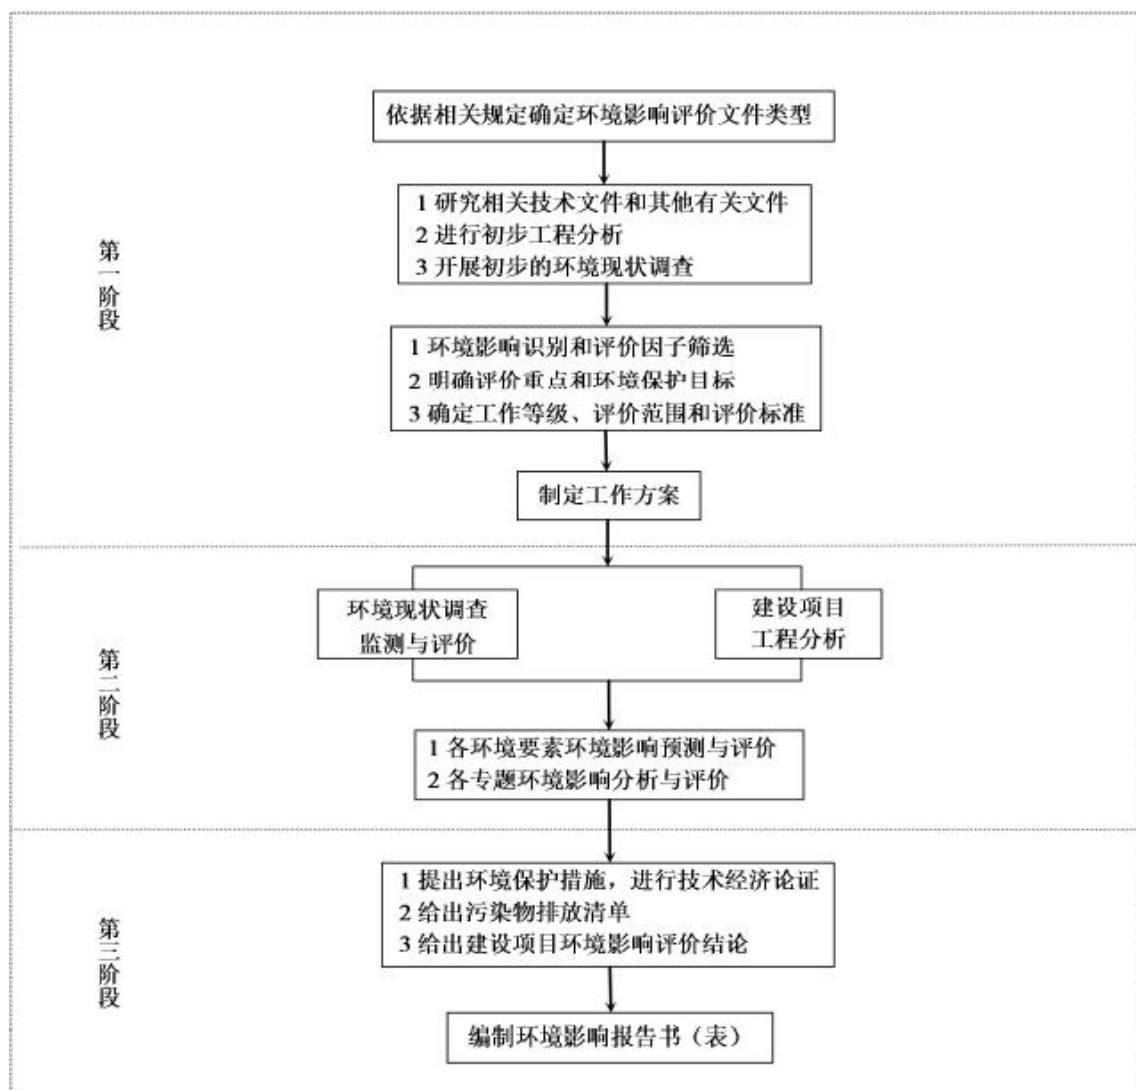 依据相关规定确定环境影响评价文件类型
第一阶段
1 研究相关技术文件和其他有关文件
2 进行初步工程分析
3 开展初步的环境现状调查
1 环境影响识别和评价因子筛选
2 明确评价重点和环境保护目标
3 确定工作等级、评价范围和评价标准
制定工作方案
第二阶段
环境现状调查
监测与评价
建设项目
工程分析
1 各环境要素环境影响预测与评价
2 各专题环境影响分析与评价
第三阶段
1 提出环境保护措施，进行技术经济论证
2 给出污染物排放清单
3 给出建设项目环境影响评价结论
编制环境影响报告书（表）